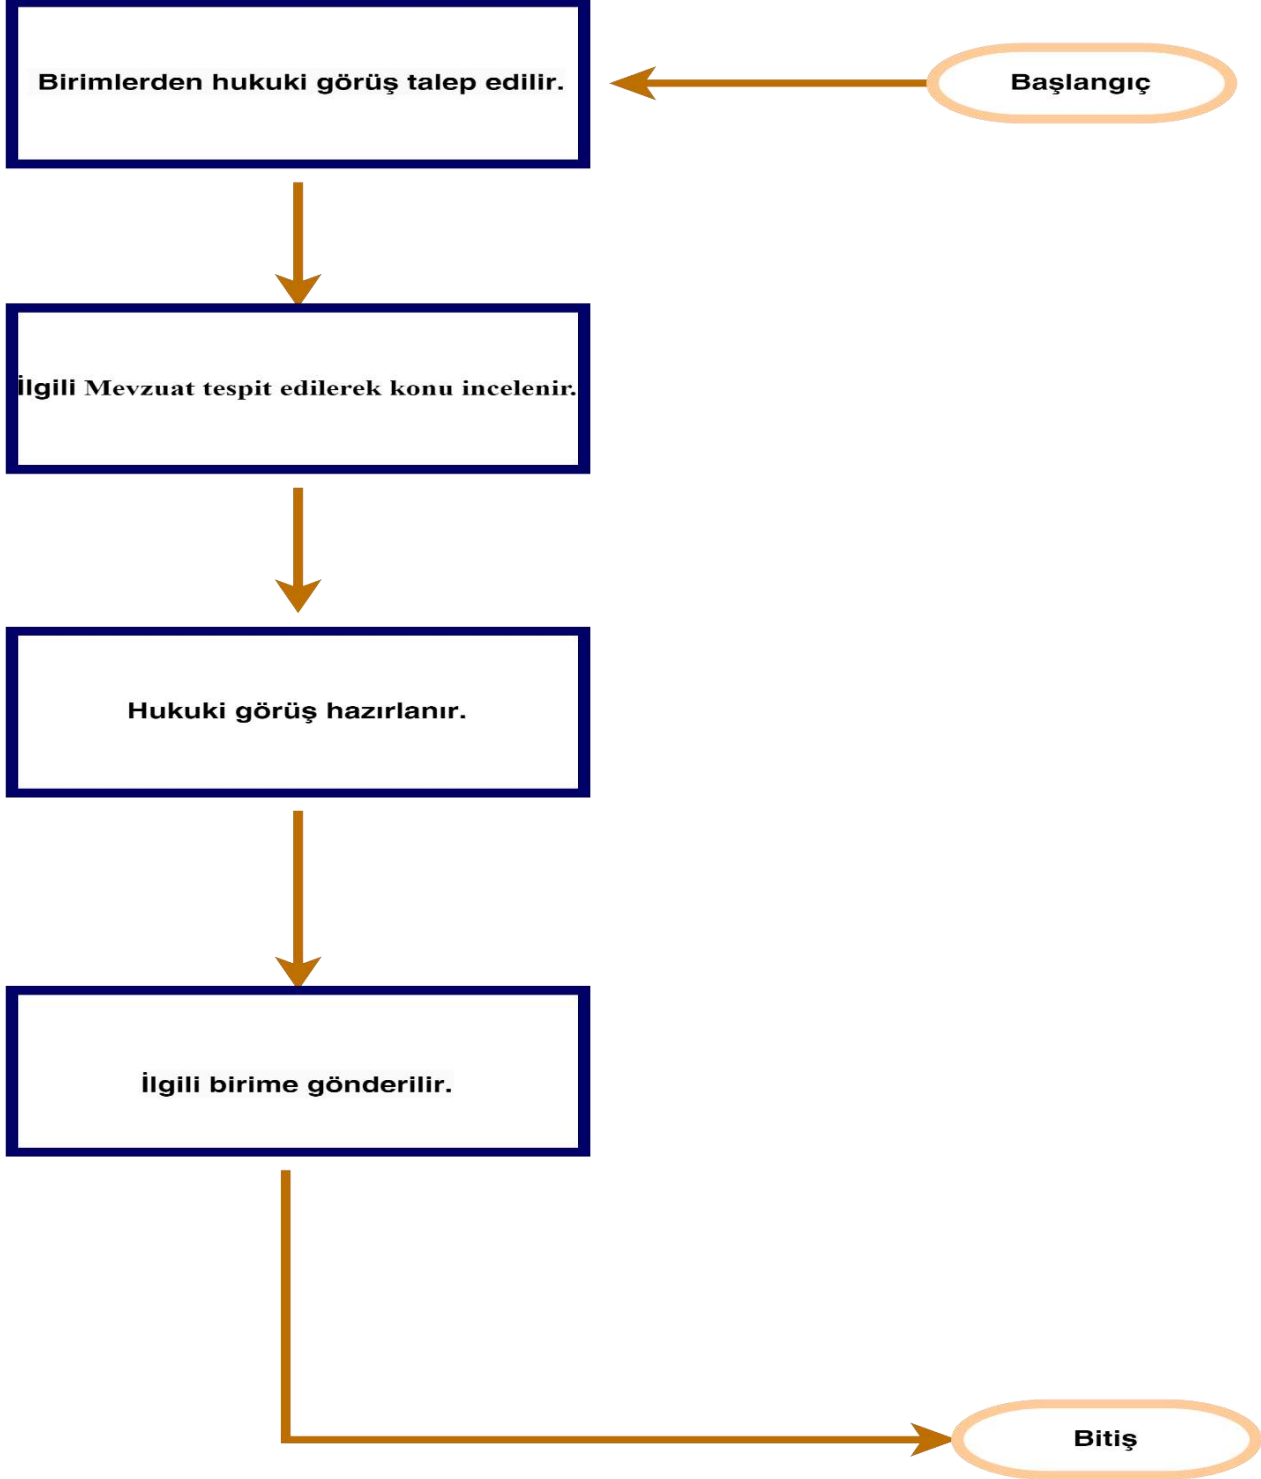 Başlangıç
Birimlerden hukuki görüş talep edilir.
İlgili Mevzuat tespit edilerek konu incelenir.
Hukuki görüş hazırlanır.
İlgili birime gönderilir.
Bitiş